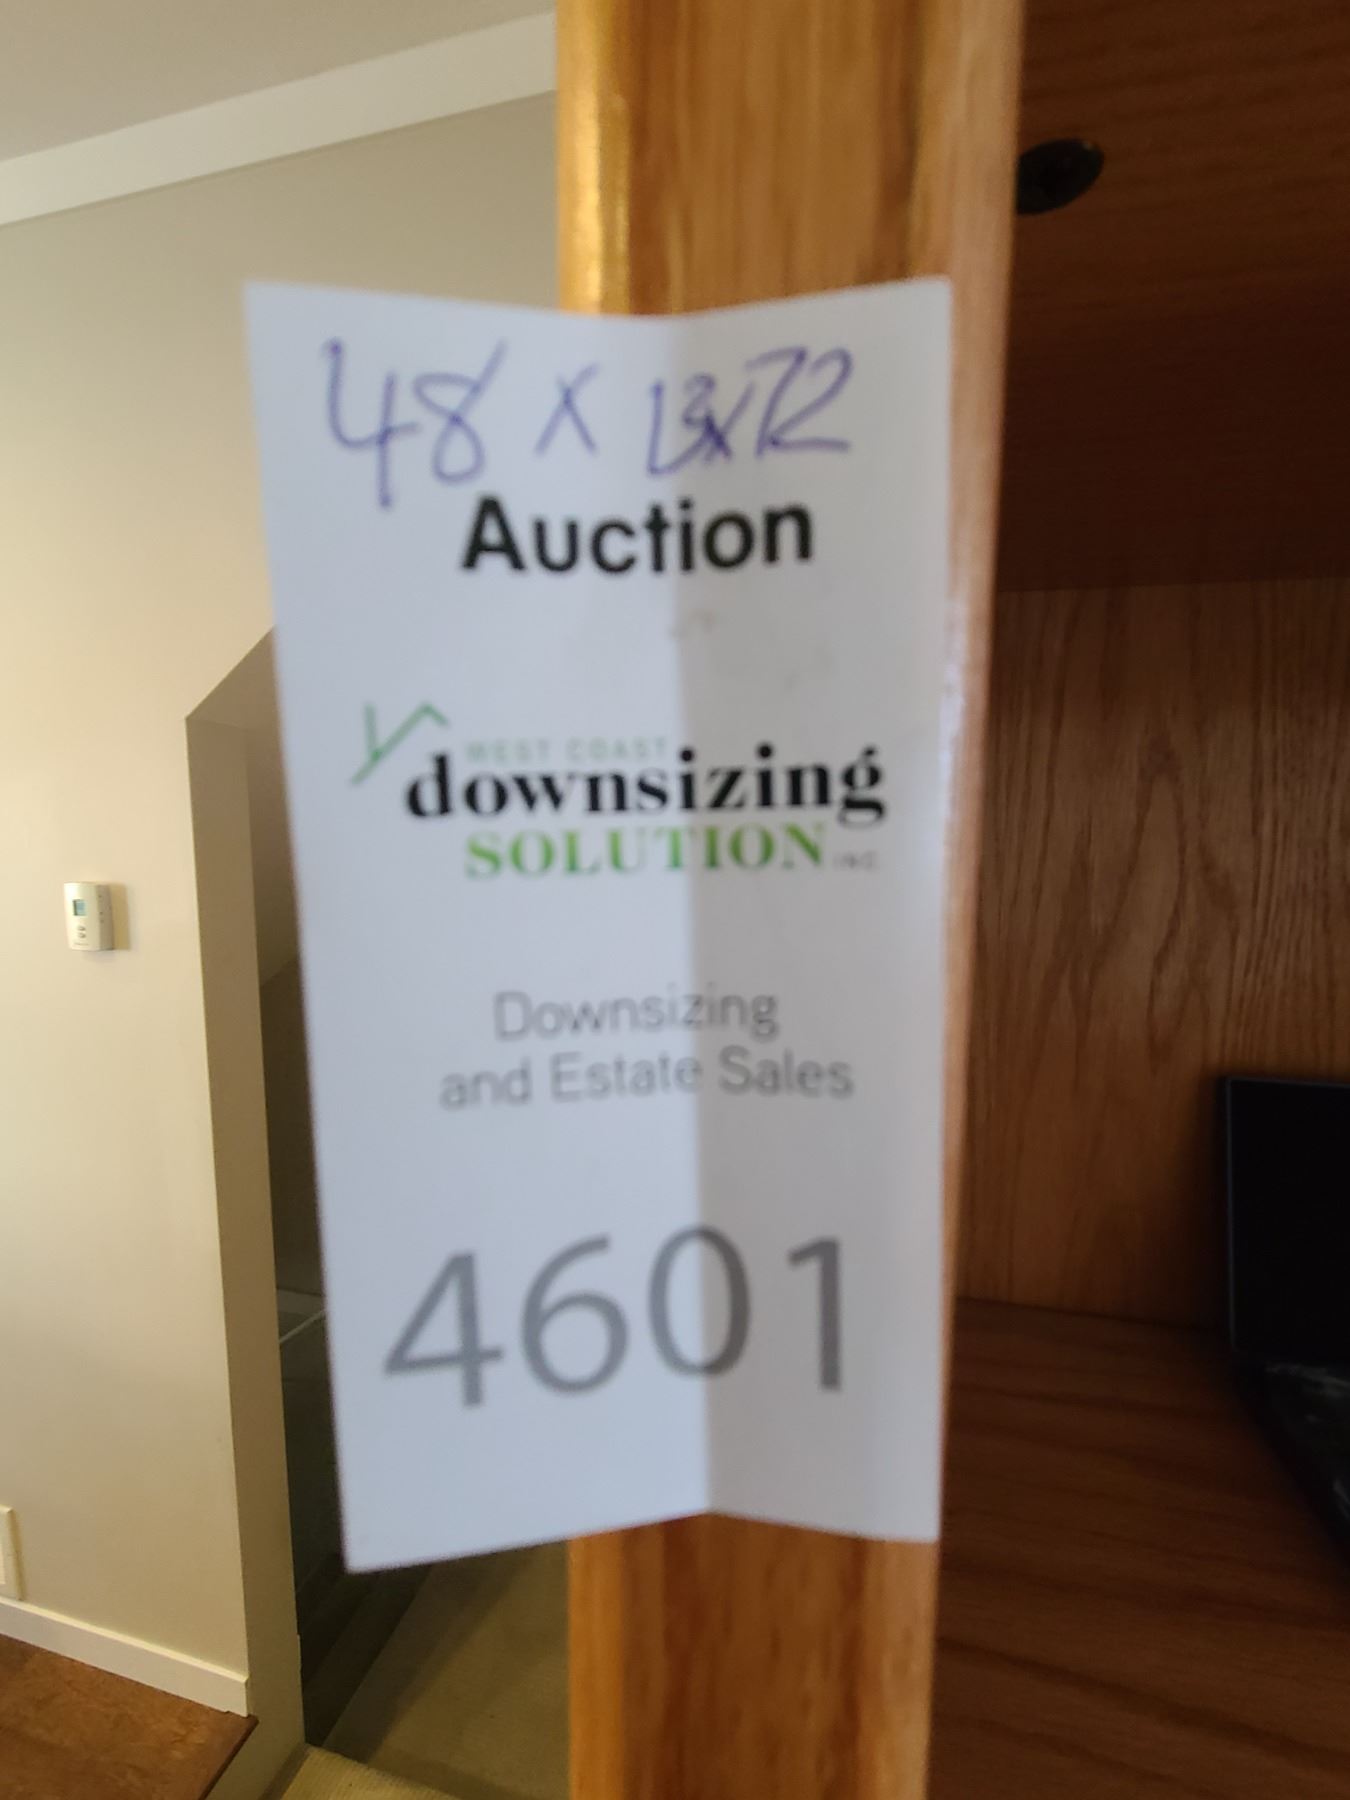 48 x 13x72
Auction
WEST COAST
downsizing
SOLUTION INC
Downsizing
and Estate Sales
4601